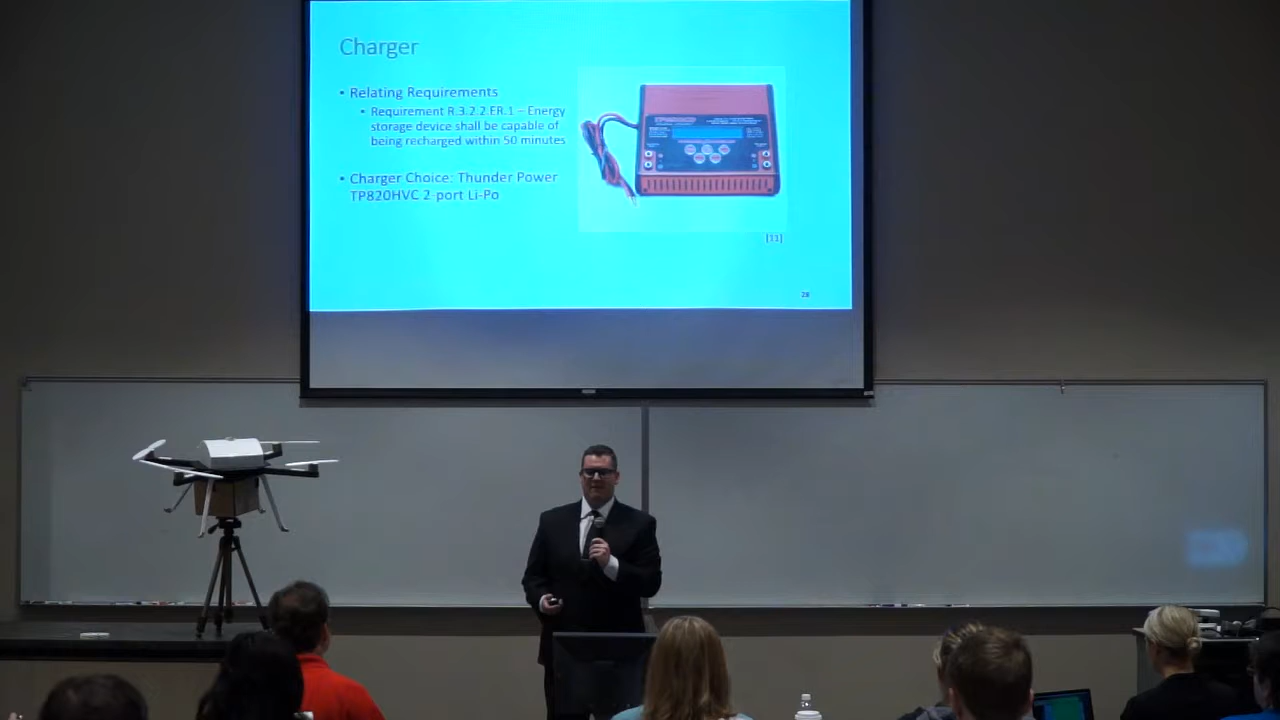 Charger
• Relating Requirements
• Requirement R.3.2.2.ER.1 – Energy
storage device shall be capable of
being recharged within 50 minutes
• Charger Choice: Thunder Power
TP820HVC 2-port Li-Po
[11]
28